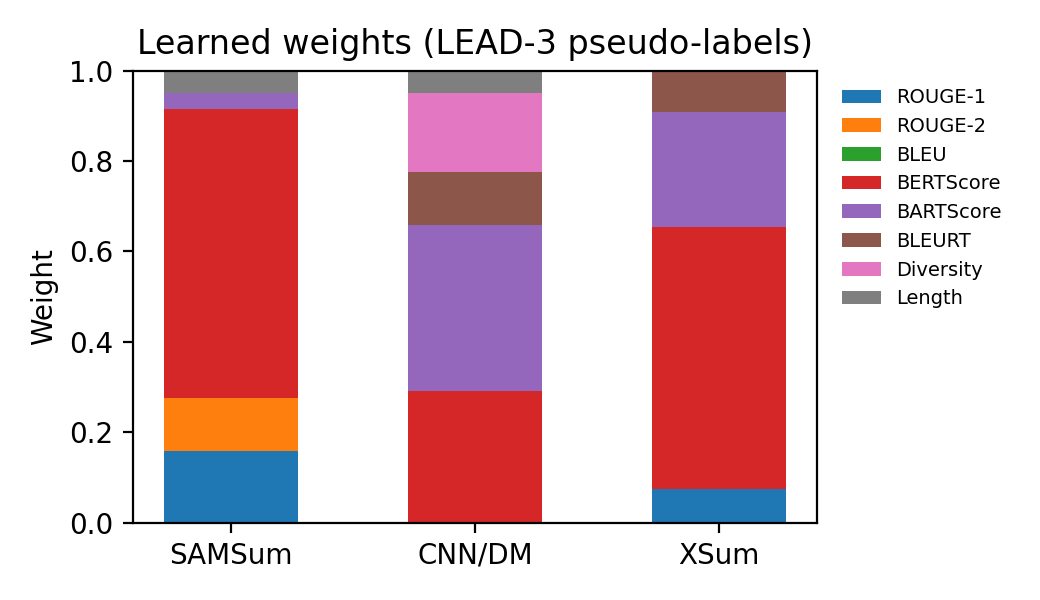 Learned weights (LEAD-3 pseudo-labels)
1.0
0.8
0.6
0.4
0.2
0.0
Weight
SAMSum
CNN/DM
XSum
ROUGE-1
ROUGE-2
BLEU
BERTScore
BARTScore
BLEURT
Diversity
Length